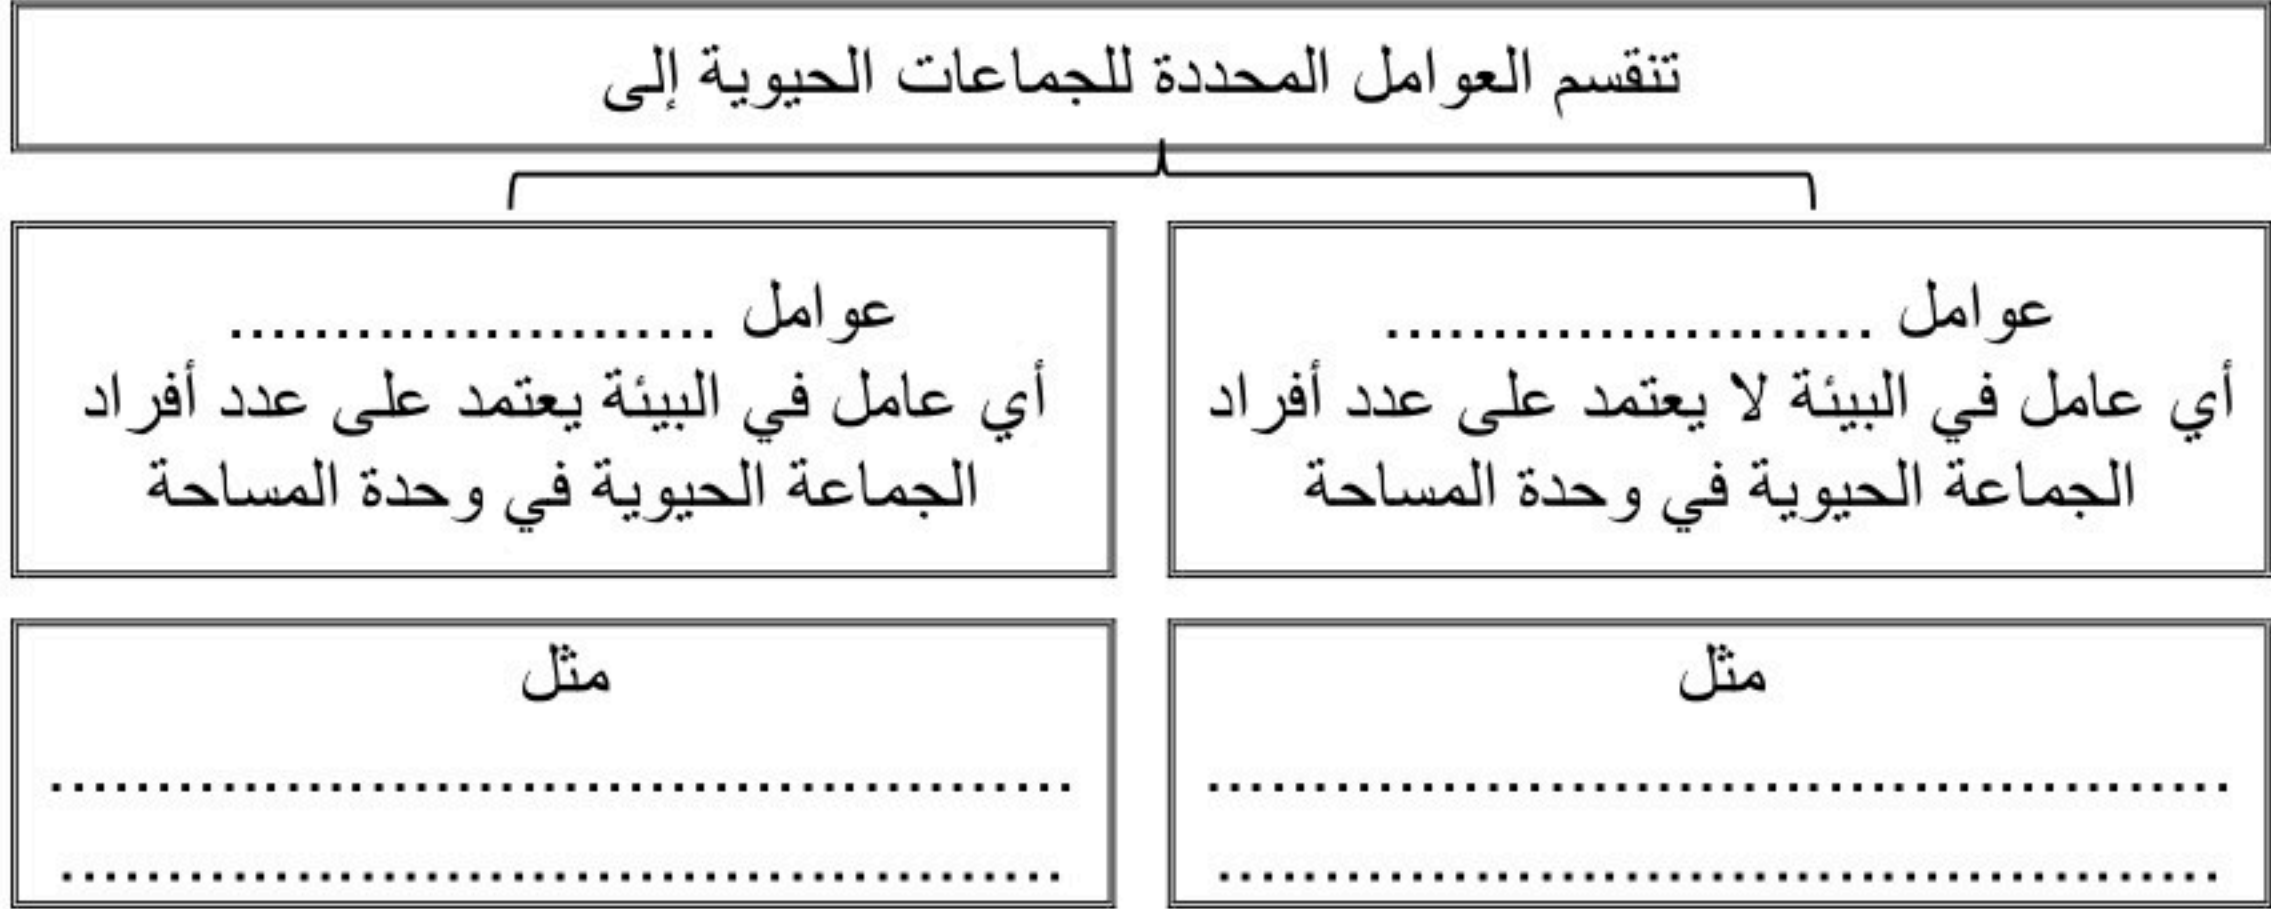 تنقسم العوامل المحددة للجماعات الحيوية إلى
عوامل .......................
أي عامل في البيئة لا يعتمد على عدد أفراد
الجماعة الحيوية في وحدة المساحة
عوامل .......................
أي عامل في البيئة يعتمد على عدد أفراد
الجماعة الحيوية في وحدة المساحة
مثل
................................................
...............................................
مثل
................................................
...............................................